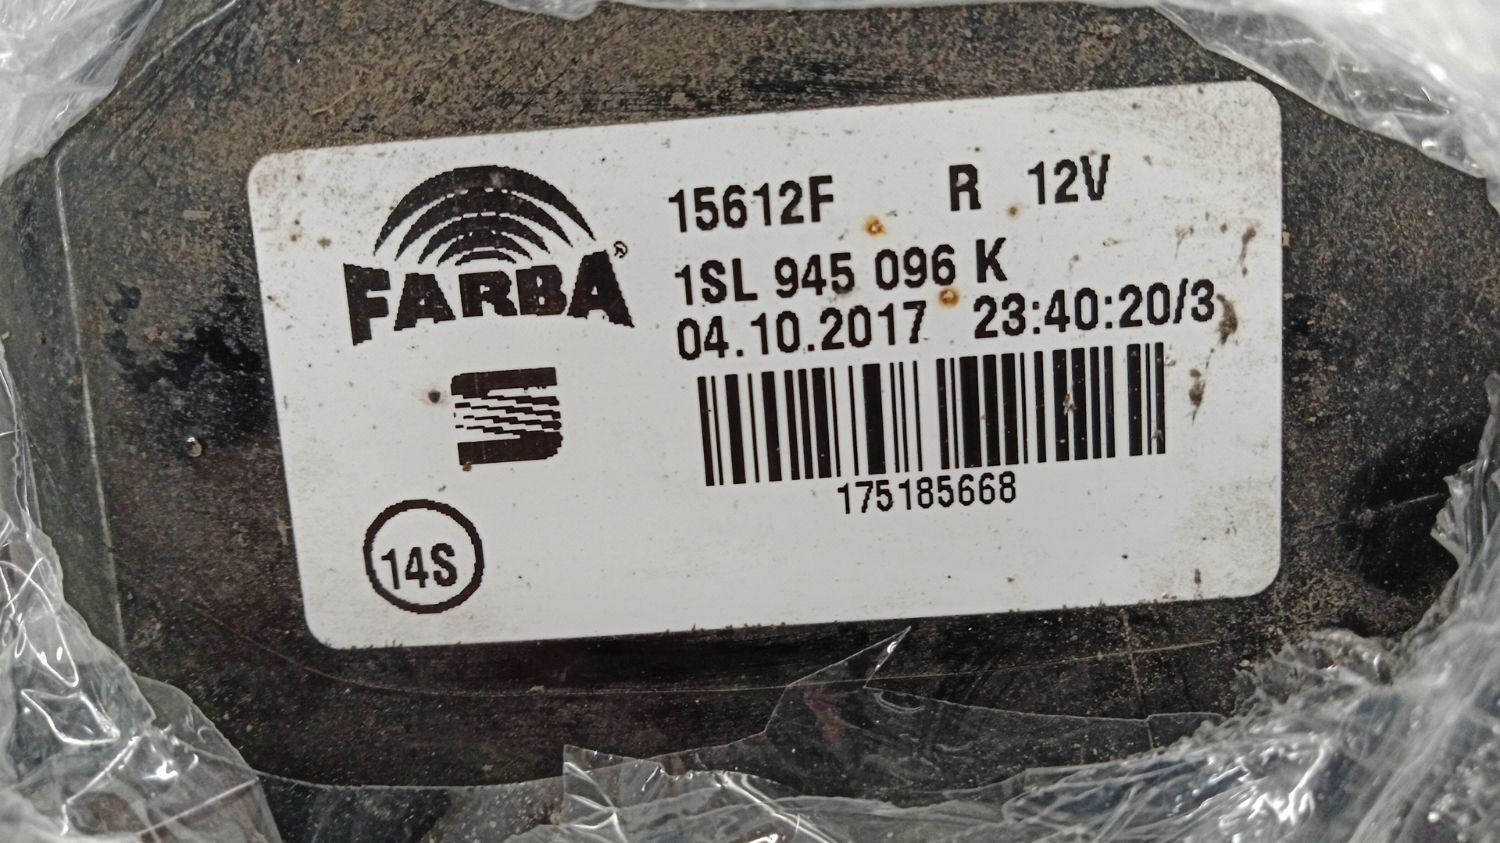 FARBA®
15612F R 12V
1SL 945 096 K
04.10.2017 23:40:20/3
175185668
14S